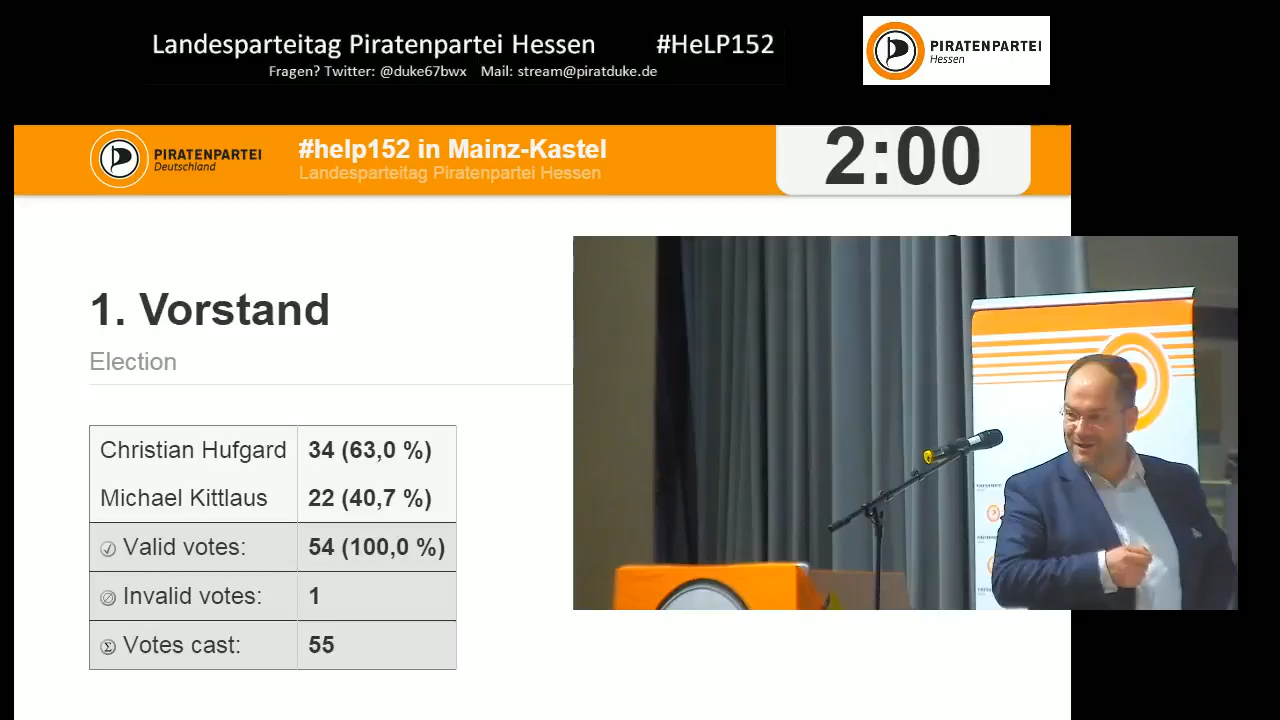 Landesparteitag Piratenpartei Hessen #HeLP152
Fragen? Twitter: @duke67bwx Mail: stream@piratduke.de
PIRATENPARTEI
Hessen
PIRATENPARTEI
Deutschland
#help152 in Mainz-Kastel
Landesparteitag Piratenpartei Hessen
2:00
1. Vorstand
Election
Christian Hufgard 34 (63,0 %)
Michael Kittlaus 22 (40,7 %)
Valid votes: 54 (100,0 %)
Invalid votes: 1
Votes cast: 55